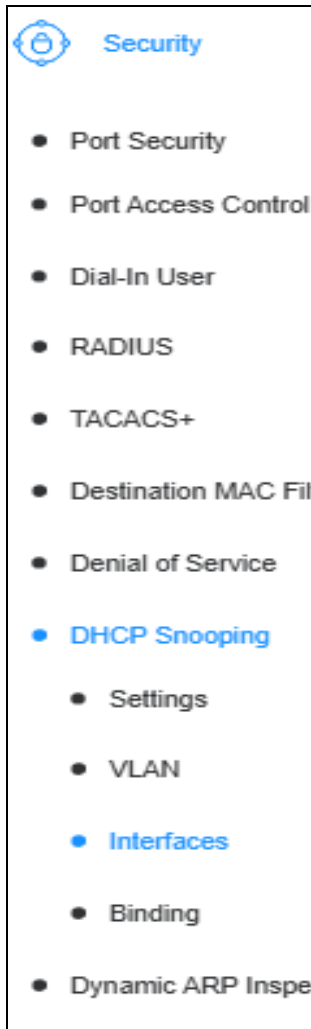 Security
Port Security
Port Access Control
Dial-In User
RADIUS
TACACS+
Destination MAC Fil
Denial of Service
DHCP Snooping
Settings
VLAN
Interfaces
Binding
Dynamic ARP Inspe